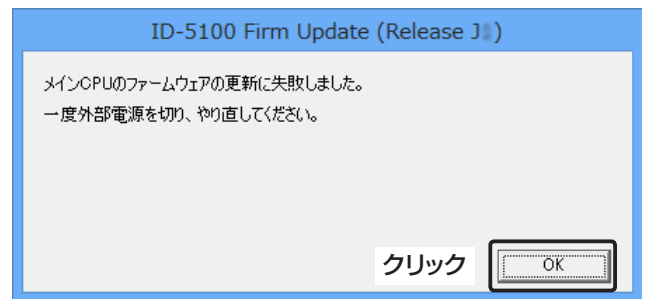 ID-5100 Firm Update (Release J1)
メインCPUのファームウェアの更新に失敗しました。
一度外部電源を切り、やり直してください。
クリック OK